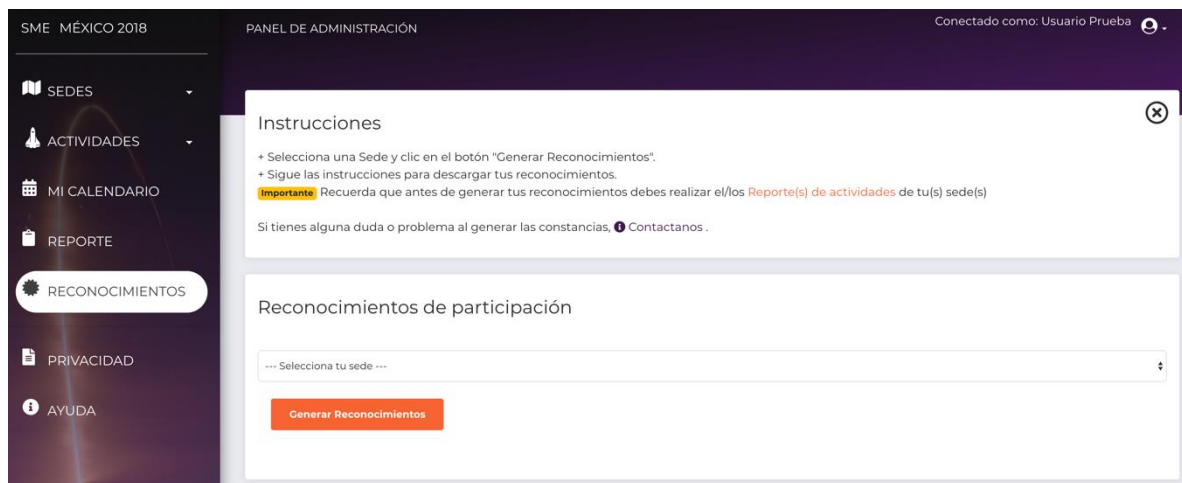 SME MÉXICO 2018
PANEL DE ADMINISTRACIÓN
Conectado como: Usuario Prueba
SEDES
ACTIVIDADES
MI CALENDARIO
REPORTE
RECONOCIMIENTOS
PRIVACIDAD
AYUDA
Instrucciones
+ Selecciona una Sede y clic en el botón "Generar Reconocimientos".
+ Sigue las instrucciones para descargar tus reconocimientos.
Importante Recuerda que antes de generar tus reconocimientos debes realizar el/los Reporte(s) de actividades de tu(s) sede(s)
Si tienes alguna duda o problema al generar las constancias, Contactanos .
Reconocimientos de participación
--- Selecciona tu sede ---
Generar Reconocimientos